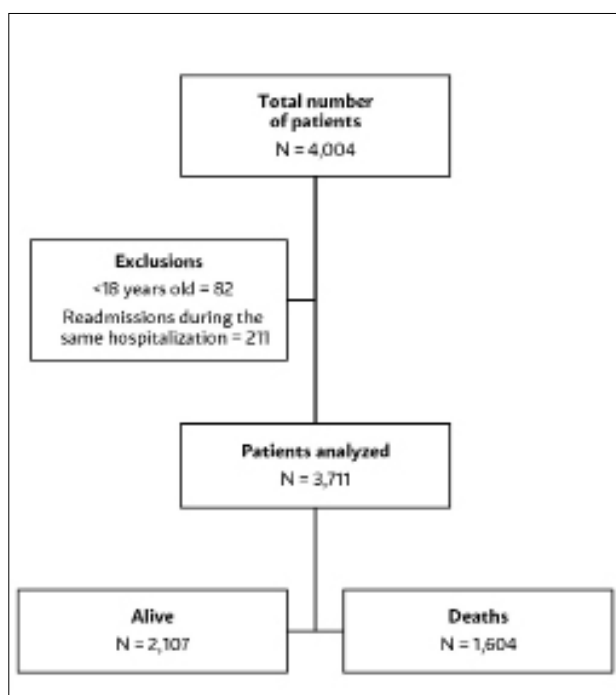 Total number
of patients
N = 4,004
Exclusions
<18 years old = 82
Readmissions during the
same hospitalization = 211
Patients analyzed
N = 3,711
Alive
N = 2,107
Deaths
N = 1,604